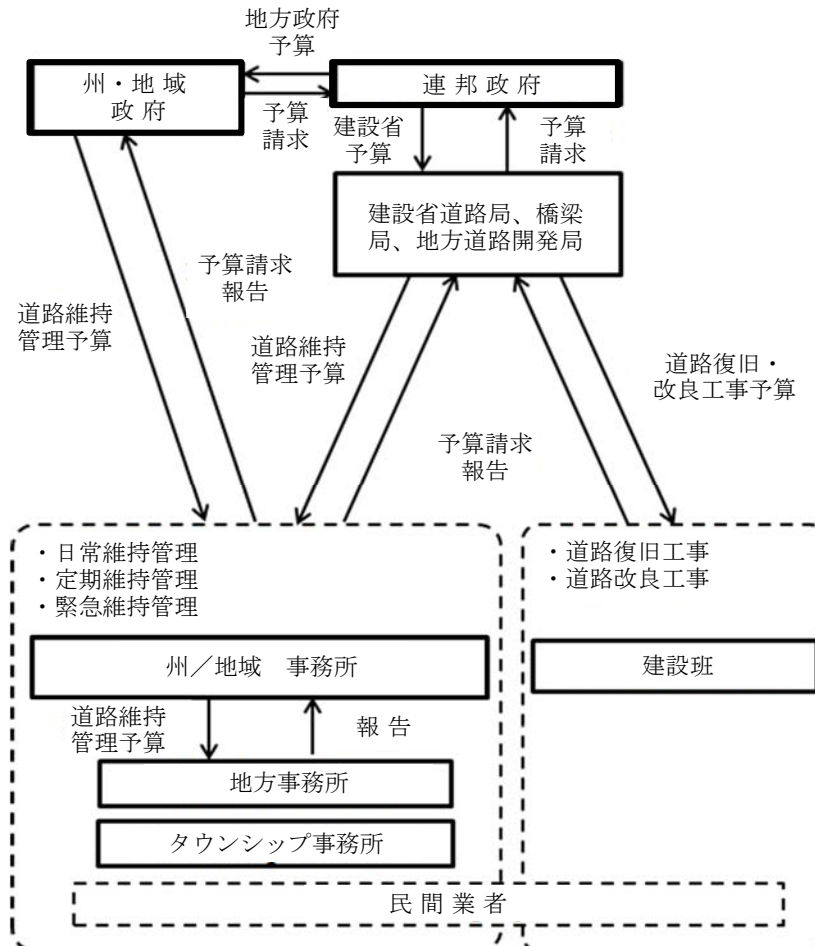 地方政府
予算
州・地域
政府
連邦政府
予算
請求
建設省
予算
予算
請求
建設省道路局、橋梁
局、地方道路開発局
予算請求
報告
道路維持
管理予算
道路維持
管理予算
道路復旧・
改良工事予算
予算請求
報告
・日常維持管理
・定期維持管理
・緊急維持管理
・道路復旧工事
・道路改良工事
州／地域　事務所
建設班
道路維持
管理予算
報告
地方事務所
タウンシップ事務所
民間業者